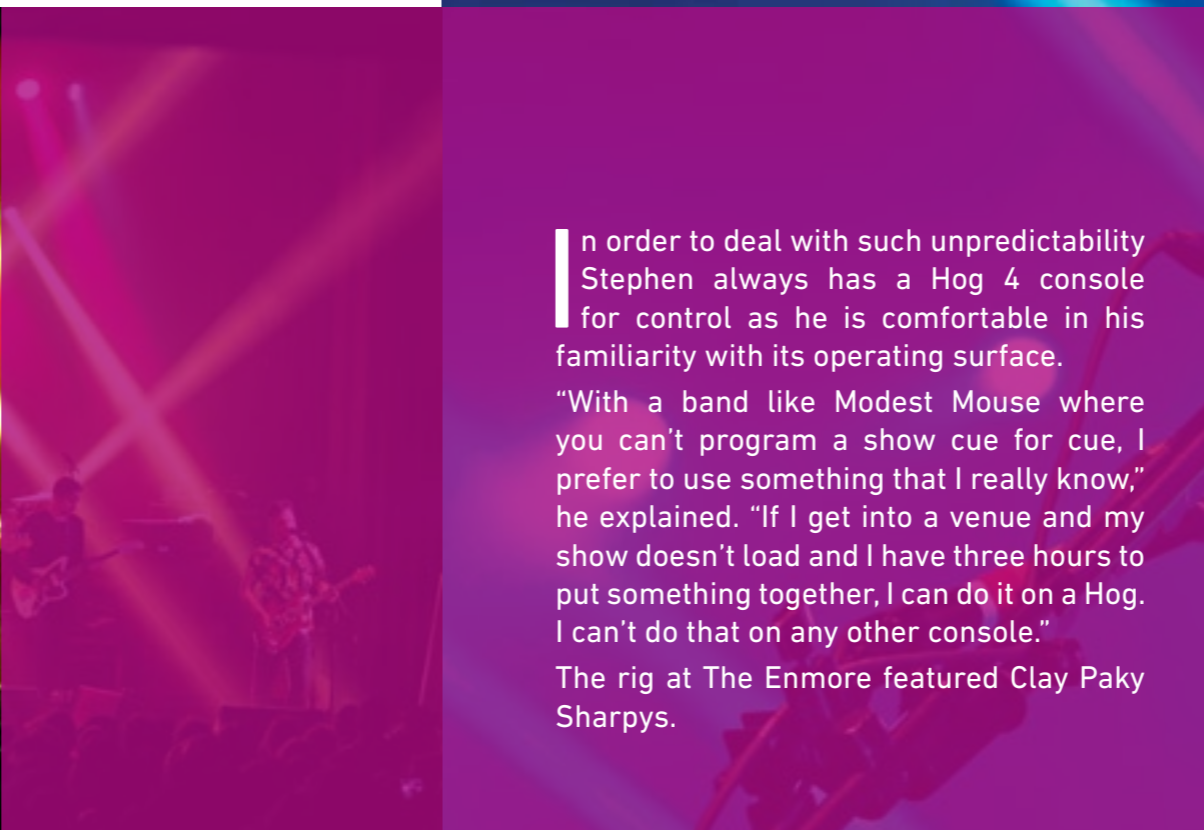 In order to deal with such unpredictability
Stephen always has a Hog 4 console
for control as he is comfortable in his
familiarity with its operating surface.
“With a band like Modest Mouse where
you can’t program a show cue for cue, I
prefer to use something that I really know,”
he explained. “If I get into a venue and my
show doesn’t load and I have three hours to
put something together, I can do it on a Hog.
I can’t do that on any other console.”
The rig at The Enmore featured Clay Paky
Sharpys.